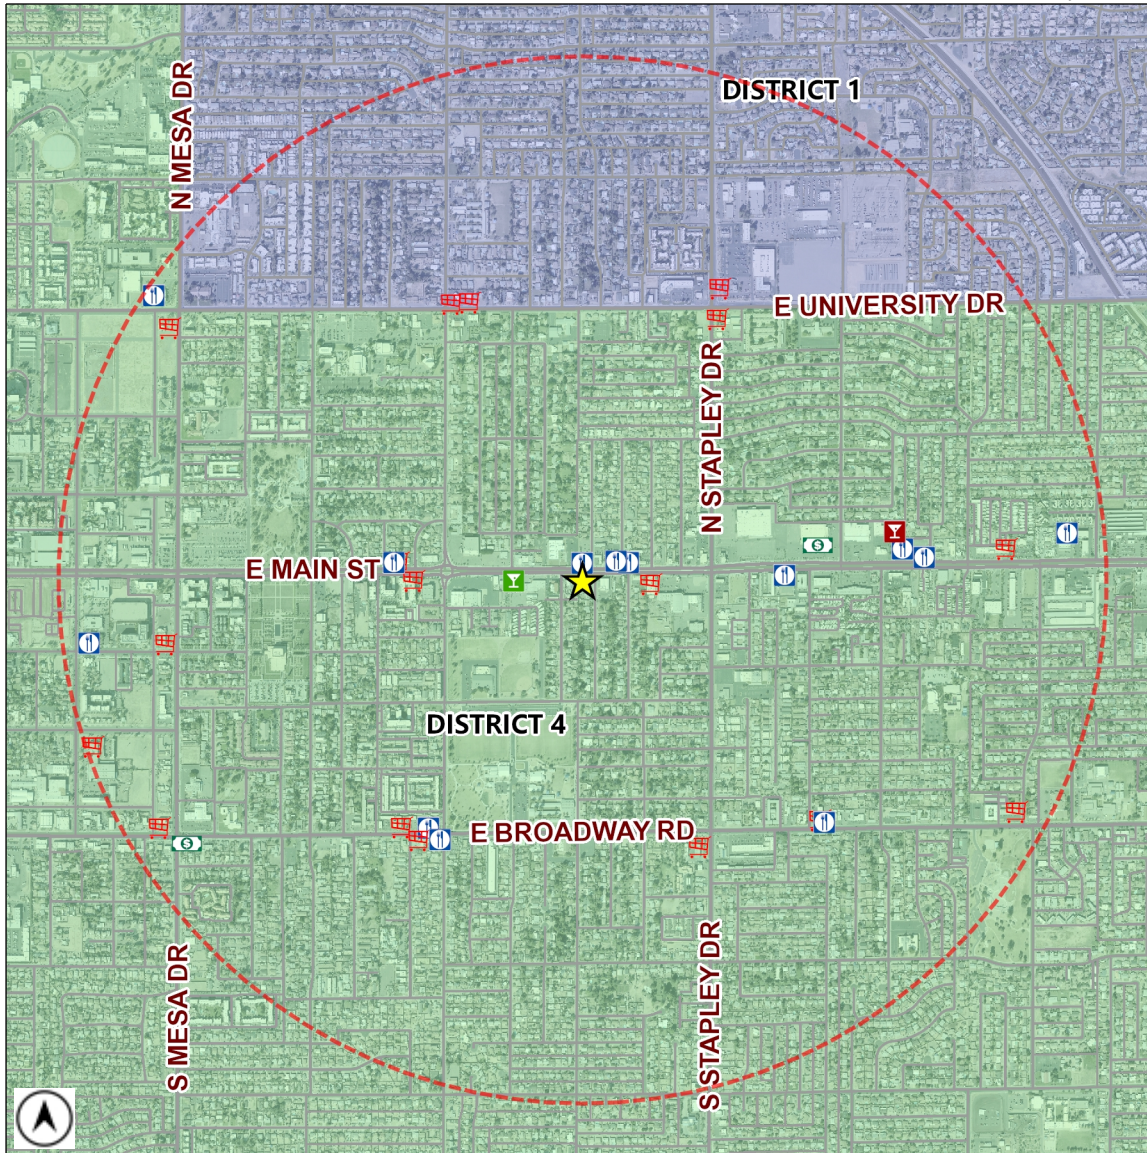 DISTRICT 1
N MESA DR
E UNIVERSITY DR
N STAPLEY DR
E MAIN ST
DISTRICT 4
E BROADWAY RD
S MESA DR
S STAPLEY DR